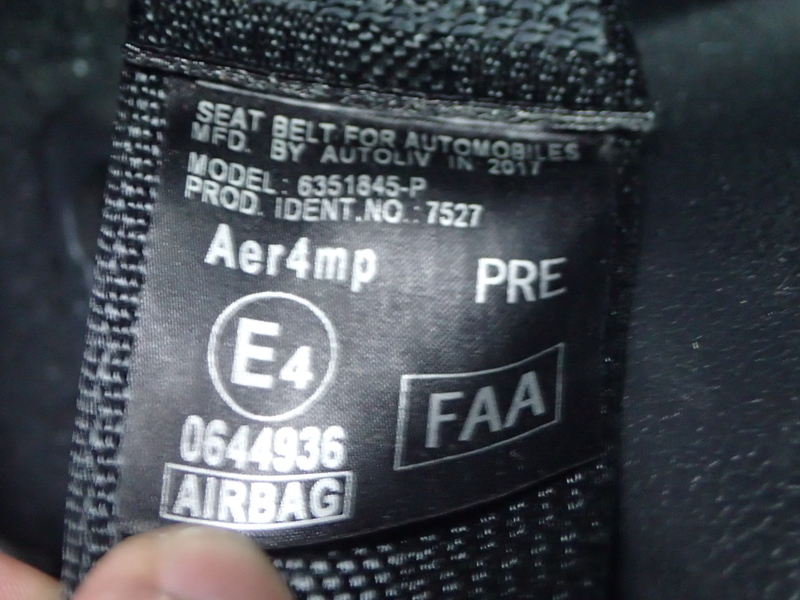 SEAT BELT FOR AUTOMOBILES
MFD. BY AUTOLIV IN 2017
MODEL: 6351845-P
PROD. IDENT.NO.: 7527
Aer4mp PRE
E4
FAA
0644936
AIRBAG